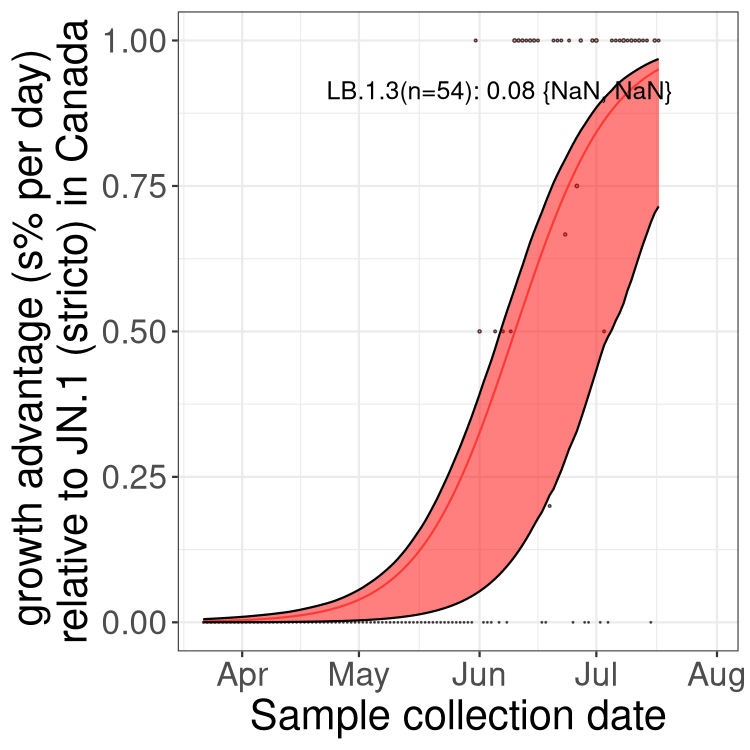 growth advantage (s% per day)
relative to JN.1 (stricto) in Canada
1.00
0.75
0.50
0.25
0.00
LB.1.3(n=54): 0.08 {NaN, NaN}
Apr May Jun Jul Aug
Sample collection date